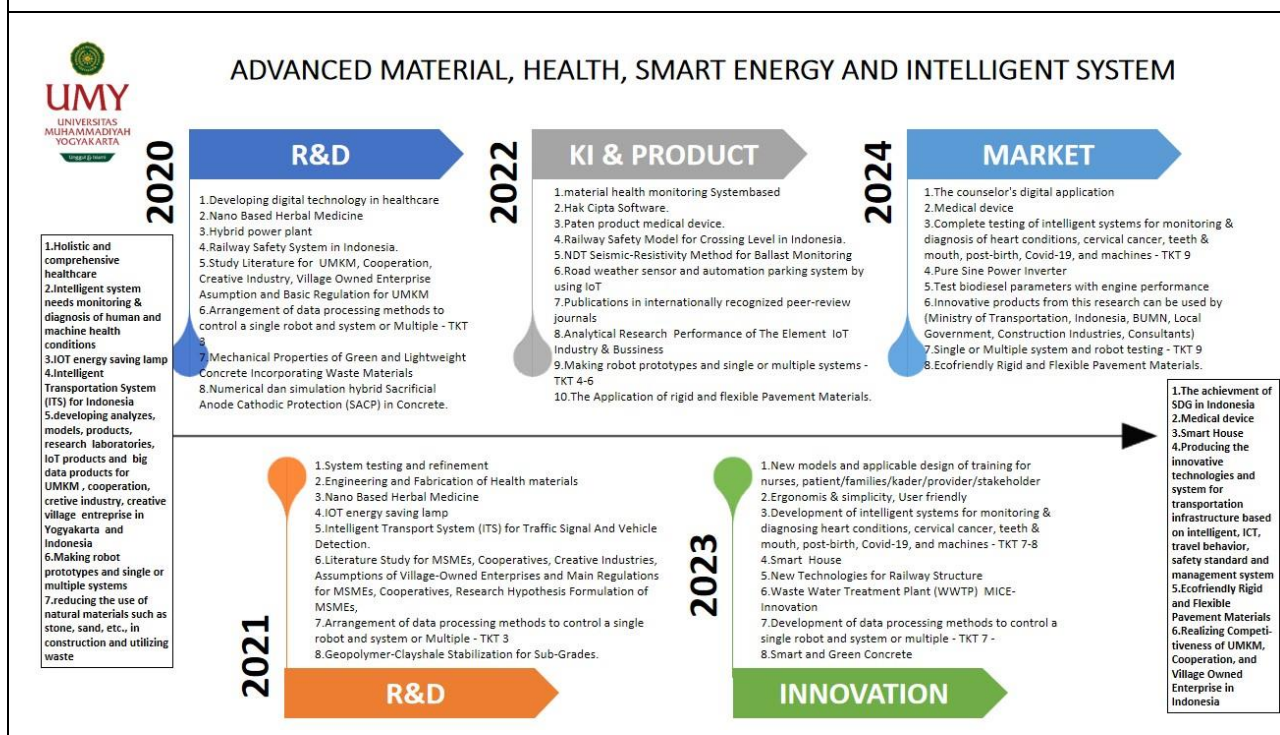 UMY
UNIVERSITAS
MUHAMMADIYAH
YOGYAKARTA
Unggul & Islami
ADVANCED MATERIAL, HEALTH, SMART ENERGY AND INTELLIGENT SYSTEM
1.Holistic and
comprehensive
healthcare
2.Intelligent system
needs monitoring &
diagnosis of human and
machine health
conditions
3.IOT energy saving lamp
4.Intelligent
Transportation System
(ITS) for Indonesia
5.developing analyzes,
models, products,
research laboratories,
IoT products and big
data products for
UMKM , cooperation,
cretive industry, creative
village entreprise in
Yogyakarta and
Indonesia
6.Making robot
prototypes and single or
multiple systems
7.reducing the use of
natural materials such as
stone, sand, etc., in
construction and utilizing
waste
2020
R&D
1.Developing digital technology in healthcare
2.Nano Based Herbal Medicine
3.Hybrid power plant
4.Railway Safety System in Indonesia.
5.Study Literature for UMKM, Cooperation,
Creative Industry, Village Owned Enterprise
Asumption and Basic Regulation for UMKM
6.Arrangement of data processing methods to
control a single robot and system or Multiple - TKT
3
7.Mechanical Properties of Green and Lightweight
Concrete Incorporating Waste Materials
8.Numerical dan simulation hybrid Sacrificial
Anode Cathodic Protection (SACP) in Concrete.
2022
KI & PRODUCT
1.material health monitoring Systembased
2.Hak Cipta Software.
3.Paten product medical device.
4.Railway Safety Model for Crossing Level in Indonesia.
5.NDT Seismic-Resistivity Method for Ballast Monitoring
6.Road weather sensor and automation parking system by
using IoT
7.Publications in internationally recognized peer-review
journals
8.Analytical Research Performance of The Element IoT
Industry & Bussiness
9.Making robot prototypes and single or multiple systems -
TKT 4-6
10.The Application of rigid and flexible Pavement Materials.
2024
MARKET
1.The counselor's digital application
2.Medical device
3.Complete testing of intelligent systems for monitoring &
diagnosis of heart conditions, cervical cancer, teeth &
mouth, post-birth, Covid-19, and machines - TKT 9
4.Pure Sine Power Inverter
5.Test biodiesel parameters with engine performance
6.Innovative products from this research can be used by
(Ministry of Transportation, Indonesia, BUMN, Local
Government, Construction Industries, Consultants)
7.Single or Multiple system and robot testing - TKT 9
8.Ecofriendly Rigid and Flexible Pavement Materials.
2021
1.System testing and refinement
2.Engineering and Fabrication of Health materials
3.Nano Based Herbal Medicine
4.IOT energy saving lamp
5.Intelligent Transport System (ITS) for Traffic Signal And Vehicle
Detection.
6.Literature Study for MSMEs, Cooperatives, Creative Industries,
Assumptions of Village-Owned Enterprises and Main Regulations
for MSMEs, Cooperatives, Research Hypothesis Formulation of
MSMEs,
7.Arrangement of data processing methods to control a single
robot and system or Multiple - TKT 3
8.Geopolymer-Clayshale Stabilization for Sub-Grades.
R&D
2023
1.New models and applicable design of training for
nurses, patient/families/kader/provider/stakeholder
2.Ergonomis & simplicity, User friendly
3.Development of intelligent systems for monitoring &
diagnosing heart conditions, cervical cancer, teeth &
mouth, post-birth, Covid-19, and machines - TKT 7-8
4.Smart House
5.New Technologies for Railway Structure
6.Waste Water Treatment Plant (WWTP) MICE-
Innovation
7.Development of data processing methods to control a
single robot and system or multiple - TKT 7 -
8.Smart and Green Concrete
INNOVATION
1.The achievment of
SDG in Indonesia
2.Medical device
3.Smart House
4.Producing the
innovative
technologies and
system for
transportation
infrastructure based
on intelligent, ICT,
travel behavior,
safety standard and
management system
5.Ecofriendly Rigid
and Flexible
Pavement Materials
6.Realizing Competi-
tiveness of UMKM,
Cooperation, and
Village Owned
Enterprise in
Indonesia